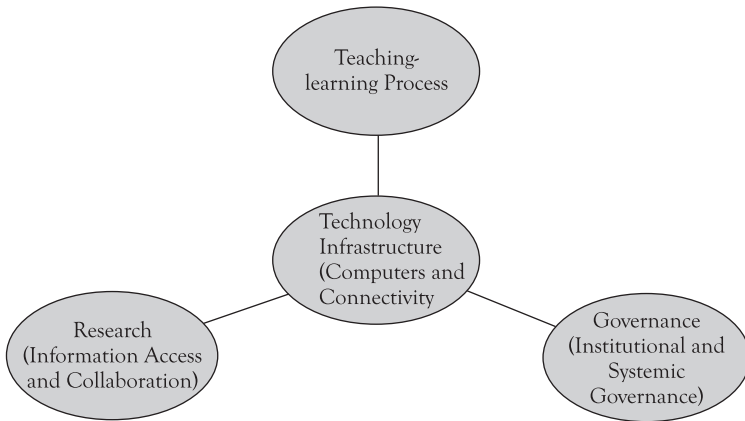 Teaching-
learning Process
Technology
Infrastructure
(Computers and
Connectivity
Research
(Information Access
and Collaboration)
Governance
(Institutional and
Systemic
Governance)